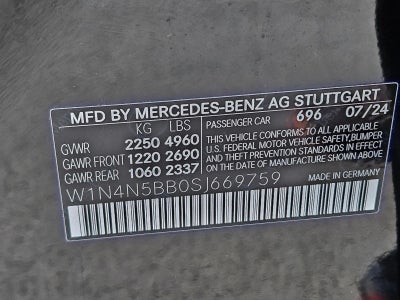 MFD BY MERCEDES-BENZ AG STUTTGART
KG LBS PASSENGER CAR 696 07/24
GVWR 2250 4960
GAWR FRONT 1220 2690
GAWR REAR 1060 2337
THIS VEHICLE CONFORMS TO ALL APPLICABLE
U.S. FEDERAL MOTOR VEHICLE SAFETY, BUMPER
AND THEFT PREVENTION STANDARDS IN EFFECT
ON THE DATE OF MANUFACTURE SHOWN ABOVE
W1N4N5BB0SJ669759
MADE IN GERMANY